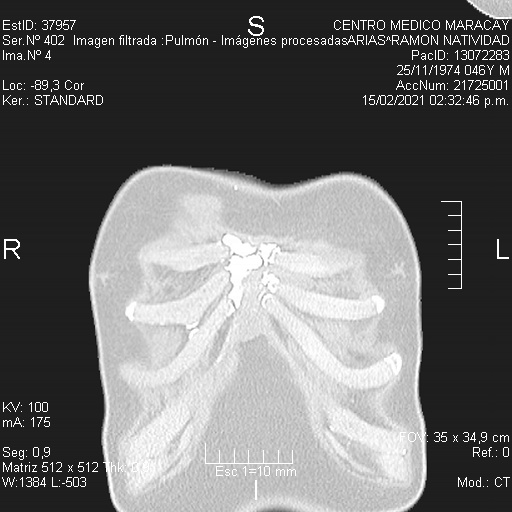 EstID: 37957
S
CENTRO MEDICO MARACAY
Ser.Nº 402 Imagen filtrada :Pulmón - Imágenes procesadas
ARIAS^RAMON NATIVIDAD
Ima.Nº 4
PacID: 13072283
25/11/1974 046Y M
Loc: -89,3 Cor
AccNum: 21725001
Ker.: STANDARD
15/02/2021 02:32:46 p.m.
R
L
KV: 100
mA: 175
FOV: 35 x 34,9 cm
Seg: 0,9
Ref.: 0
Matriz 512 x 512 Thk:
Esc 1=10 mm
W:1384 L:-503
I
Mod.: CT